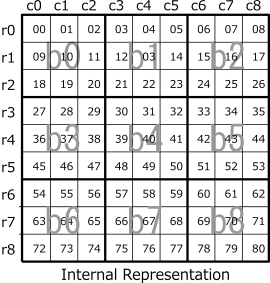 c0 c1 c2 c3 c4 c5 c6 c7 c8
r0 00 01 02 03 04 05 06 07 08
r1 09 10 11 12 13 14 15 16 17
b0 b1 b2
r2 18 19 20 21 22 23 24 25 26
r3 27 28 29 30 31 32 33 34 35
r4 36 37 38 39 40 41 42 43 44
b3 b4 b5
r5 45 46 47 48 49 50 51 52 53
r6 54 55 56 57 58 59 60 61 62
r7 63 64 65 66 67 68 69 70 71
b6 b7 b8
r8 72 73 74 75 76 77 78 79 80
Internal Representation